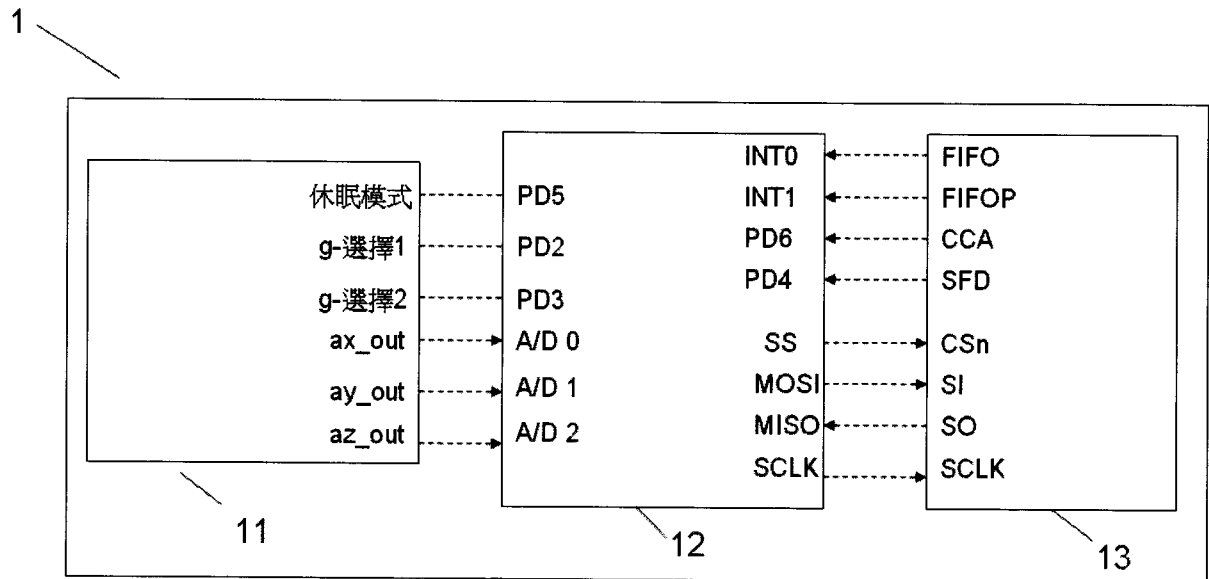 1
休眠模式
g-選擇1
g-選擇2
ax_out
ay_out
az_out
11
PD5
PD2
PD3
A/D 0
A/D 1
A/D 2
INT0
INT1
PD6
PD4
SS
MOSI
MISO
SCLK
12
FIFO
FIFOP
CCA
SFD
CSn
SI
SO
SCLK
13